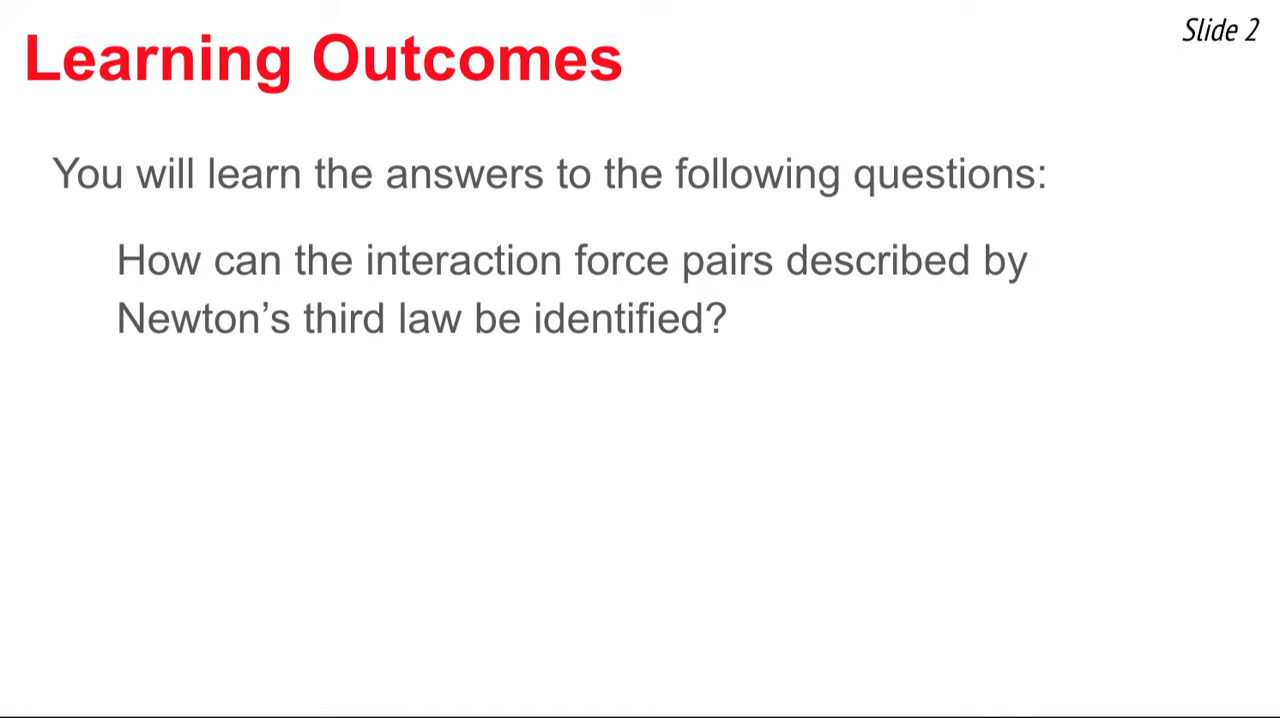 Slide 2
Learning Outcomes
You will learn the answers to the following questions:
How can the interaction force pairs described by
Newton’s third law be identified?